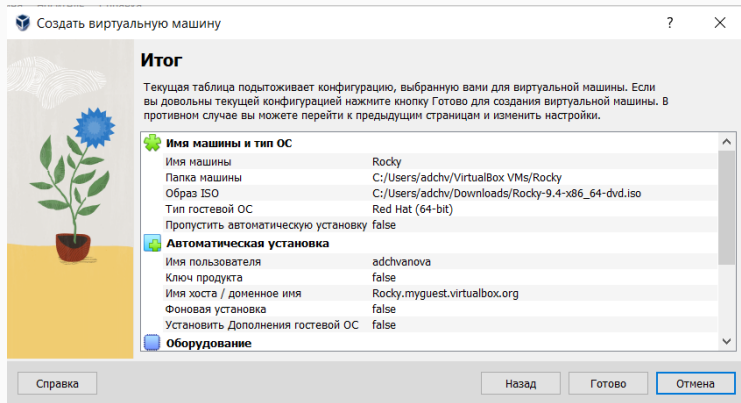 Создать виртуальную машину
?
Итог
Текущая таблица подытоживает конфигурацию, выбранную вами для виртуальной машины. Если
вы довольны текущей конфигурацией нажмите кнопку Готово для создания виртуальной машины. В
противном случае вы можете перейти к предыдущим страницам и изменить настройки.
Имя машины и тип ОС
Имя машины Rocky
Папка машины C:/Users/adchv/VirtualBox VMs/Rocky
Образ ISO C:/Users/adchv/Downloads/Rocky-9.4-x86_64-dvd.iso
Тип гостевой ОС Red Hat (64-bit)
Пропустить автоматическую установку false
Автоматическая установка
Имя пользователя adchvanova
Ключ продукта false
Имя хоста / доменное имя Rocky.myguest.virtualbox.org
Фоновая установка false
Установить Дополнения гостевой ОС false
Оборудование
Справка Назад Готово Отмена